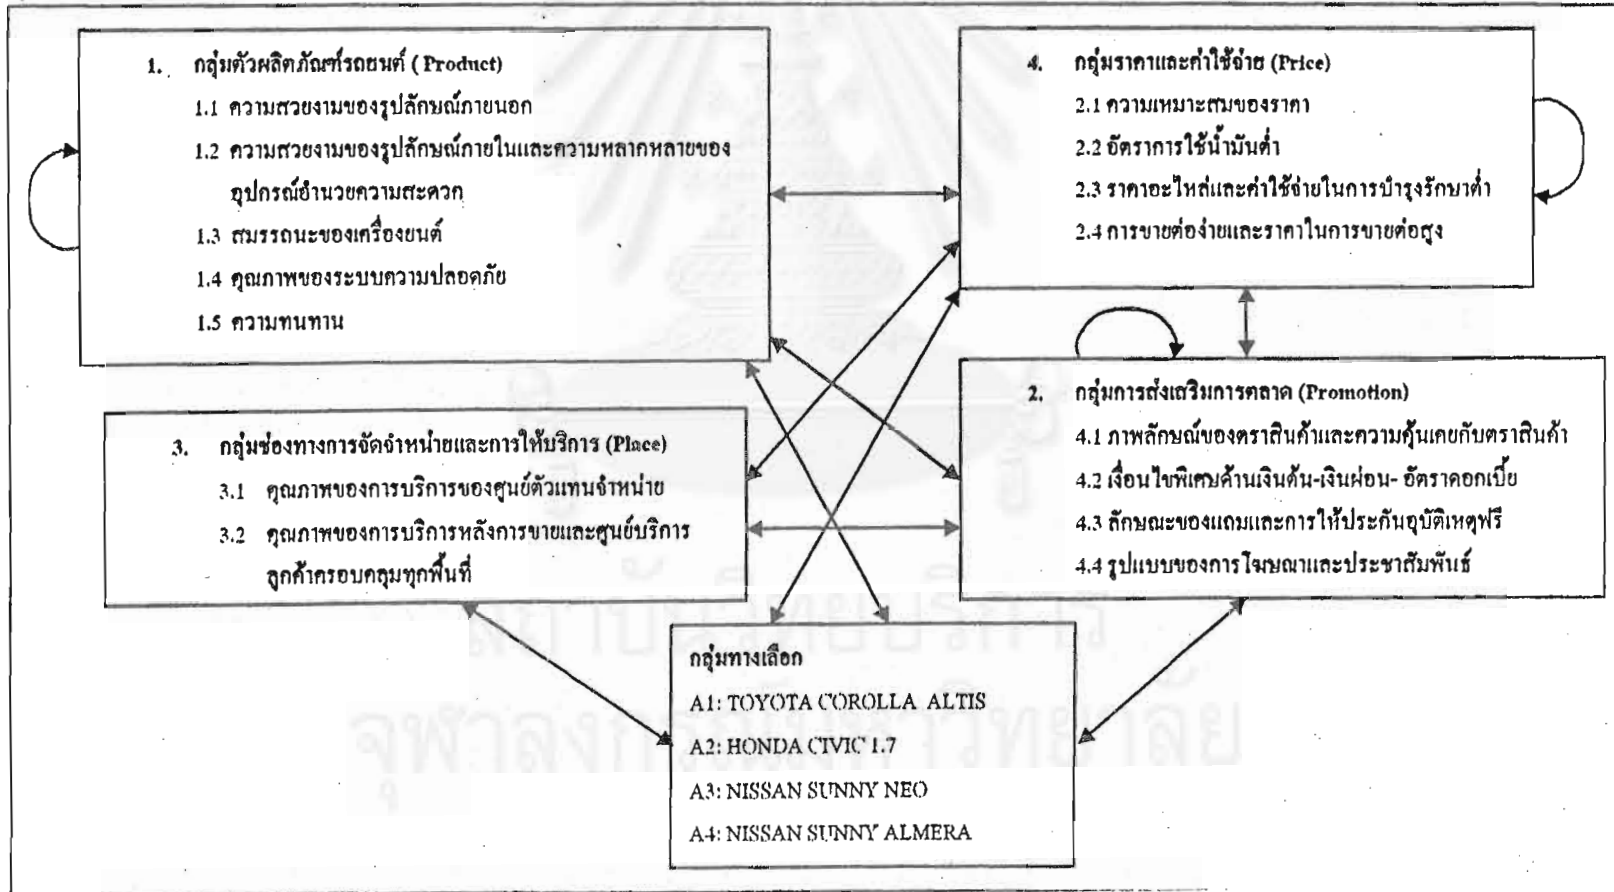 1. กลุ่มตัวผลิตภัณฑ์รถยนต์ (Product)
1.1 ความสวยงามของรูปลักษณ์ภายนอก
1.2 ความสวยงามของรูปลักษณ์ภายในและความหลากหลายของ
อุปกรณ์อำนวยความสะดวก
1.3 สมรรถนะของเครื่องยนต์
1.4 คุณภาพของระบบความปลอดภัย
1.5 ความทนทาน
4. กลุ่มราคาและค่าใช้จ่าย (Price)
2.1 ความเหมาะสมของราคา
2.2 อัตราการใช้น้ำมันต่ำ
2.3 ราคาอะไหล่และค่าใช้จ่ายในการบำรุงรักษาต่ำ
2.4 การขายต่อง่ายและราคาในการขายต่อสูง
3. กลุ่มช่องทางการจัดจำหน่ายและการให้บริการ (Place)
3.1 คุณภาพของการบริการของศูนย์ตัวแทนจำหน่าย
3.2 คุณภาพของการบริการหลังการขายและศูนย์บริการ
ลูกค้าครอบคลุมทุกพื้นที่
2. กลุ่มการส่งเสริมการตลาด (Promotion)
4.1 ภาพลักษณ์ของตราสินค้าและความคุ้นเคยกับตราสินค้า
4.2 เงื่อนไขพิเศษด้านเงินต้น-เงินผ่อน- อัตราดอกเบี้ย
4.3 ลักษณะของแถมและการให้ประกันอุบัติเหตุฟรี
4.4 รูปแบบของการโฆษณาและประชาสัมพันธ์
กลุ่มทางเลือก
A1: TOYOTA COROLLA ALTIS
A2: HONDA CIVIC 1.7
A3: NISSAN SUNNY NEO
A4: NISSAN SUNNY ALMERA
สถาบันวิทยบริการ
จุฬาลงกรณ์มหาวิทยาลัย